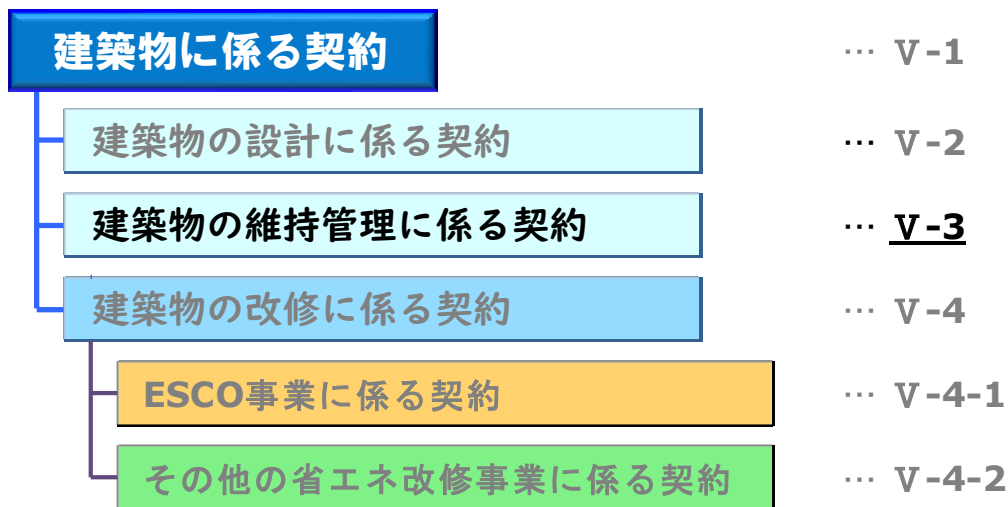 建築物に係る契約 … Ⅴ-1
建築物の設計に係る契約 … Ⅴ-2
建築物の維持管理に係る契約 … Ⅴ-3
建築物の改修に係る契約 … Ⅴ-4
ESCO事業に係る契約 … Ⅴ-4-1
その他の省エネ改修事業に係る契約 … Ⅴ-4-2